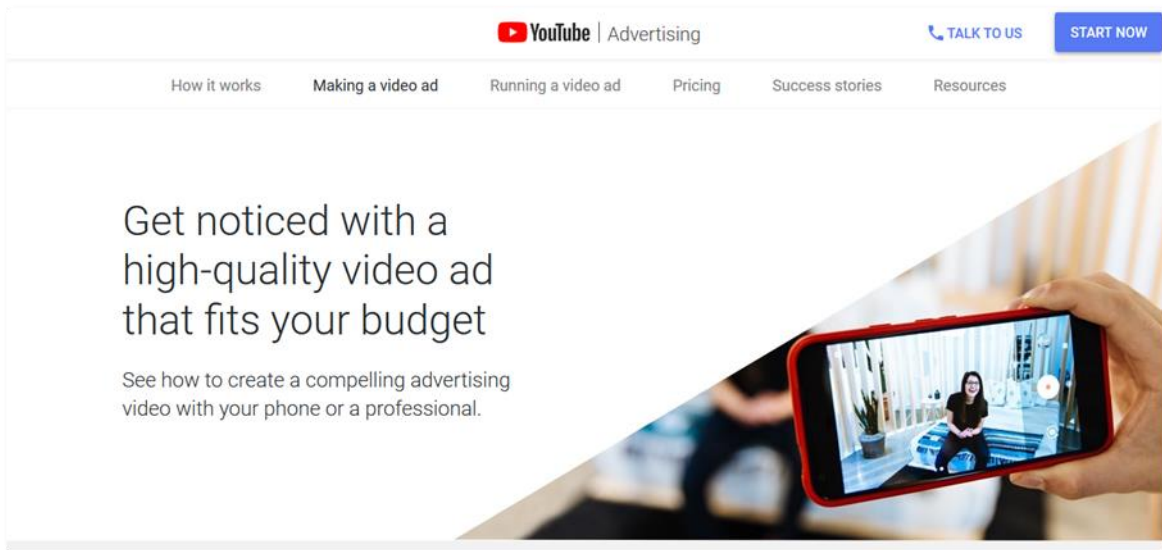 YouTube | Advertising
TALK TO US
START NOW
How it works
Making a video ad
Running a video ad
Pricing
Success stories
Resources
Get noticed with a
high-quality video ad
that fits your budget
See how to create a compelling advertising
video with your phone or a professional.